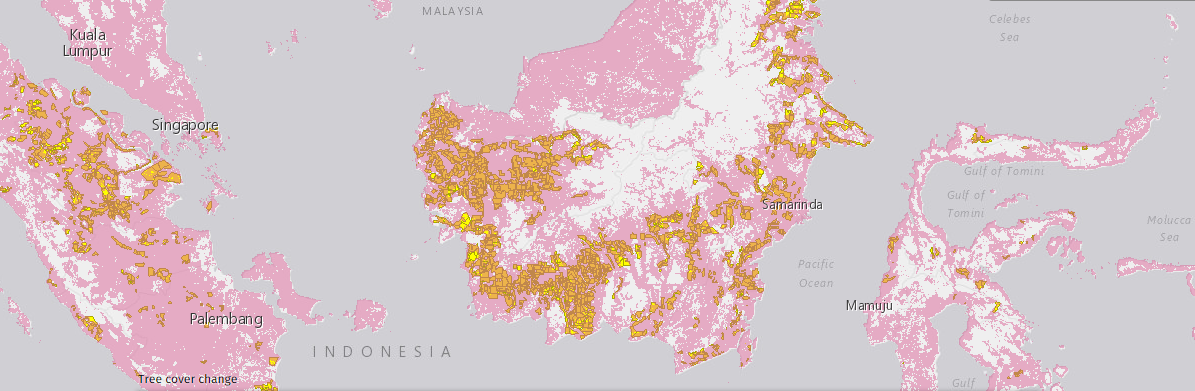 MALAYSIA
Celebes
Sea
Kuala
Lumpur
Singapore
Gulf of Tomini
Gulf of
Tomini
Samarinda
Molucca
Sea
Pacific
Ocean
Mamuju
Palembang
INDONESIA
Tree cover change
Gulf